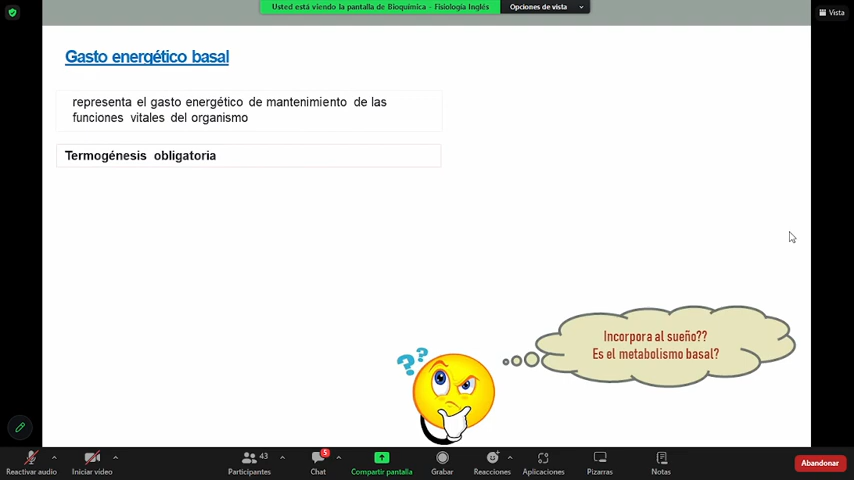 Usted está viendo la pantalla de Bioquímica - Fisiología Inglés
Opciones de vista
Vista
Gasto energético basal
representa el gasto energético de mantenimiento de las
funciones vitales del organismo
Termogénesis obligatoria
??
Incorpora al sueño??
Es el metabolismo basal?
Reactivar audio
Iniciar video
43
Participantes
5
Chat
Compartir pantalla
Grabar
Reacciones
Aplicaciones
Pizarras
Notas
Abandonar